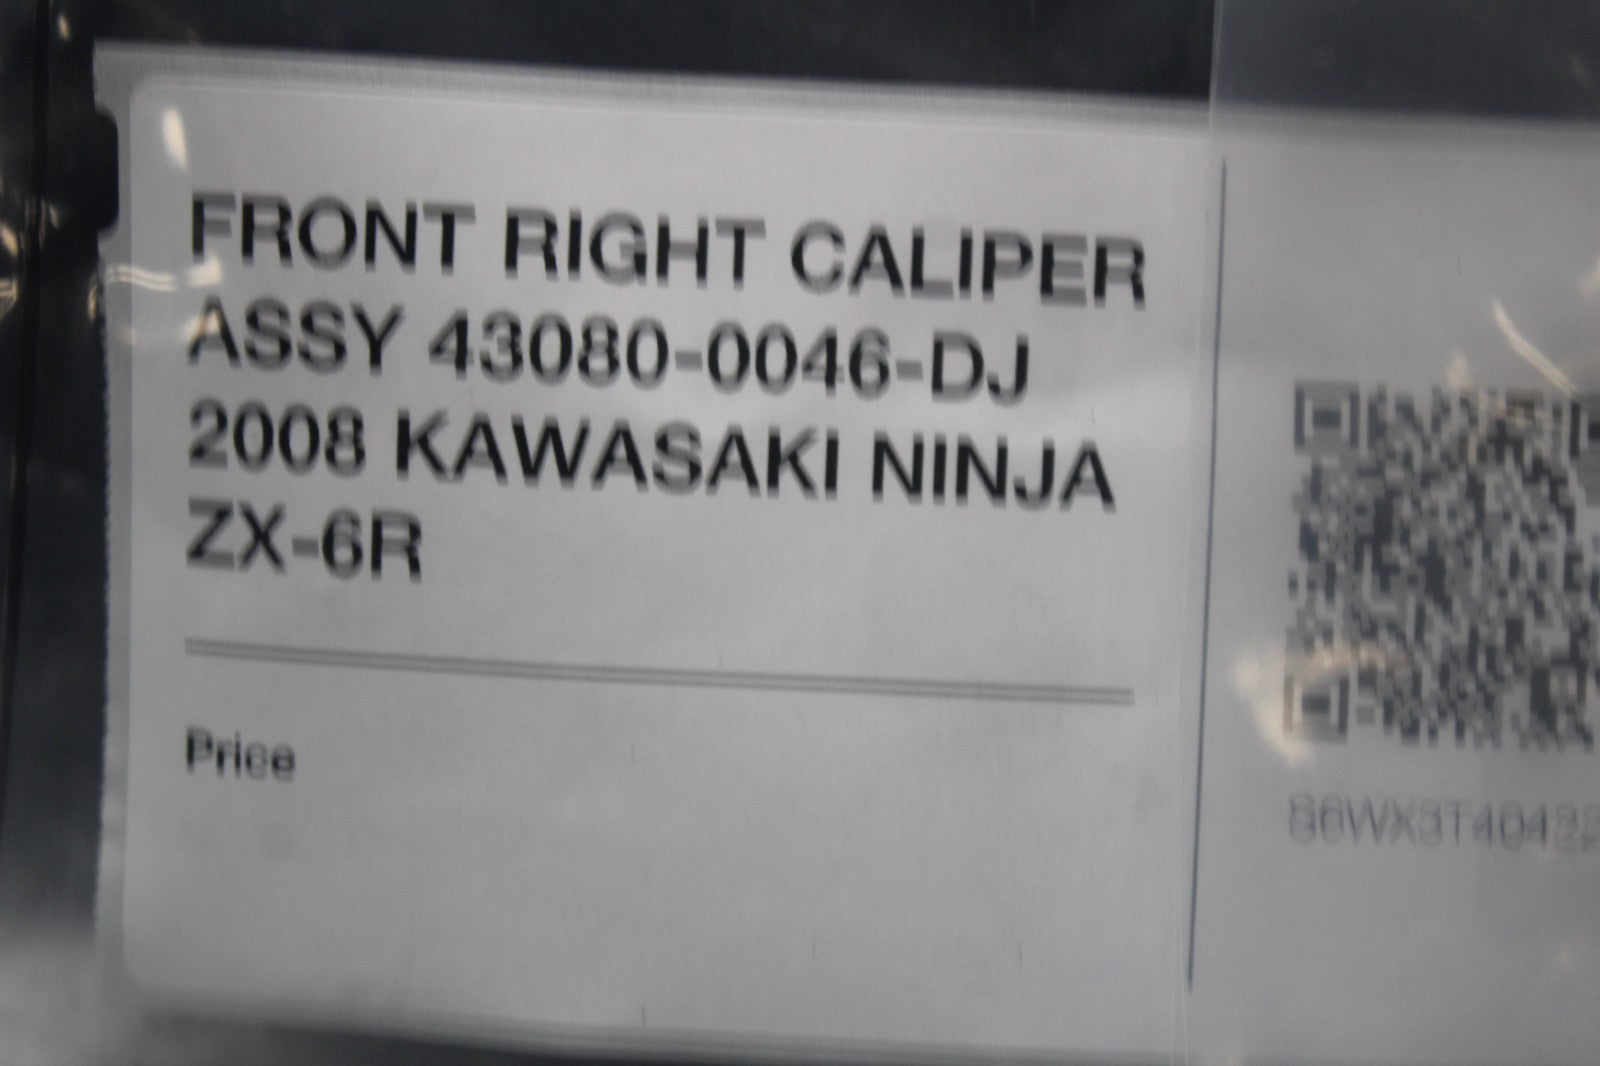 FRONT RIGHT CALIPER
ASSY 43080-0046-DJ
2008 KAWASAKI NINJA
ZX-6R
Price